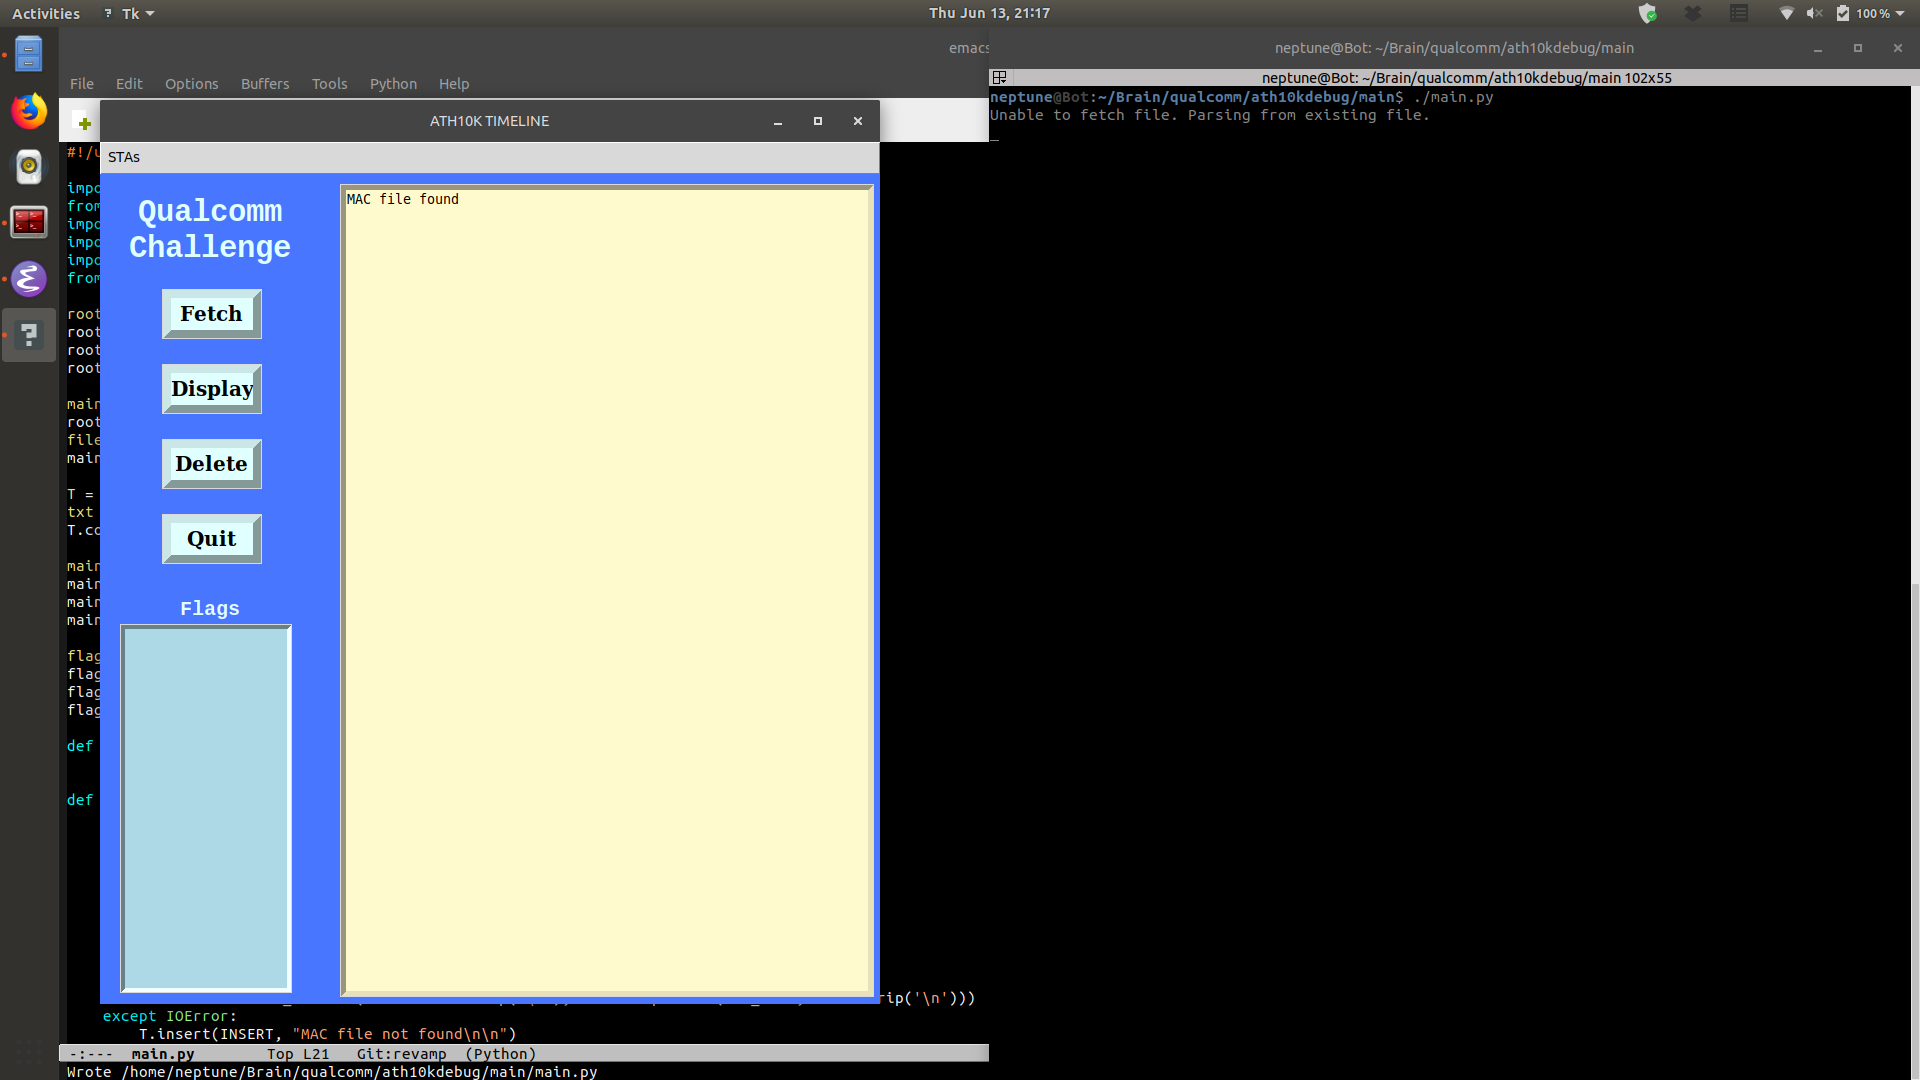 Activities
Tk
Thu Jun 13, 21:17
100 %
emacs
File Edit Options Buffers Tools Python Help
neptune@Bot: ~/Brain/qualcomm/ath10kdebug/main
neptune@Bot: ~/Brain/qualcomm/ath10kdebug/main 102x55
neptune@Bot:~/Brain/qualcomm/ath10kdebug/main$ ./main.py
Unable to fetch file. Parsing from existing file.
ATH10K TIMELINE
STAs
Qualcomm
Challenge
Fetch
Display
Delete
Quit
Flags
MAC file found
#!/u
impo
from
impo
impo
impo
from
root
root
root
root
main
root
file
main
T =
txt
T.co
main
main
main
main
flag
flag
flag
flag
def
def
rip('\n')))
except IOError:
T.insert(INSERT, "MAC file not found\n\n")
-:--- main.py Top L21 Git:revamp (Python)
Wrote /home/neptune/Brain/qualcomm/ath10kdebug/main/main.py